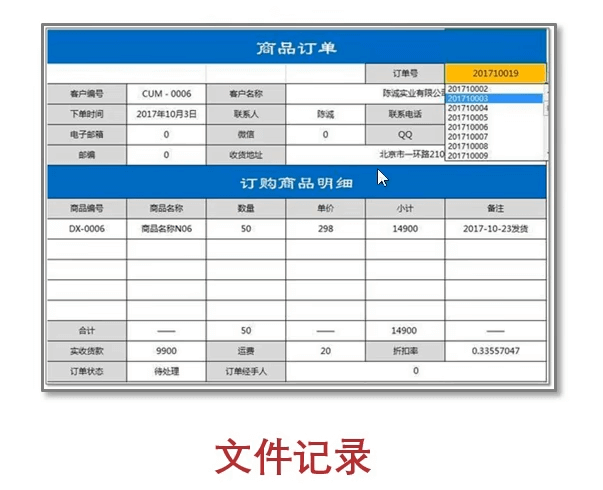 商品订单
订单号 201710019
客户编号 CUM - 0006 客户名称 陈诚实业有限公
下单时间 2017年10月3日 联系人 陈诚 联系电话
电子邮箱 0 微信 0 QQ
邮编 0 收货地址 北京市一环路210
201710002
201710003
201710004
201710005
201710006
201710007
201710008
201710009
订购商品明细
商品编号 商品名称 数量 单价 小计 备注
DX-0006 商品名称N06 50 298 14900 2017-10-23发货
合计 —— 50 —— 14900 ——
实收货款 9900 运费 20 折扣率 0.33557047
订单状态 待处理 订单经手人 0
文件记录